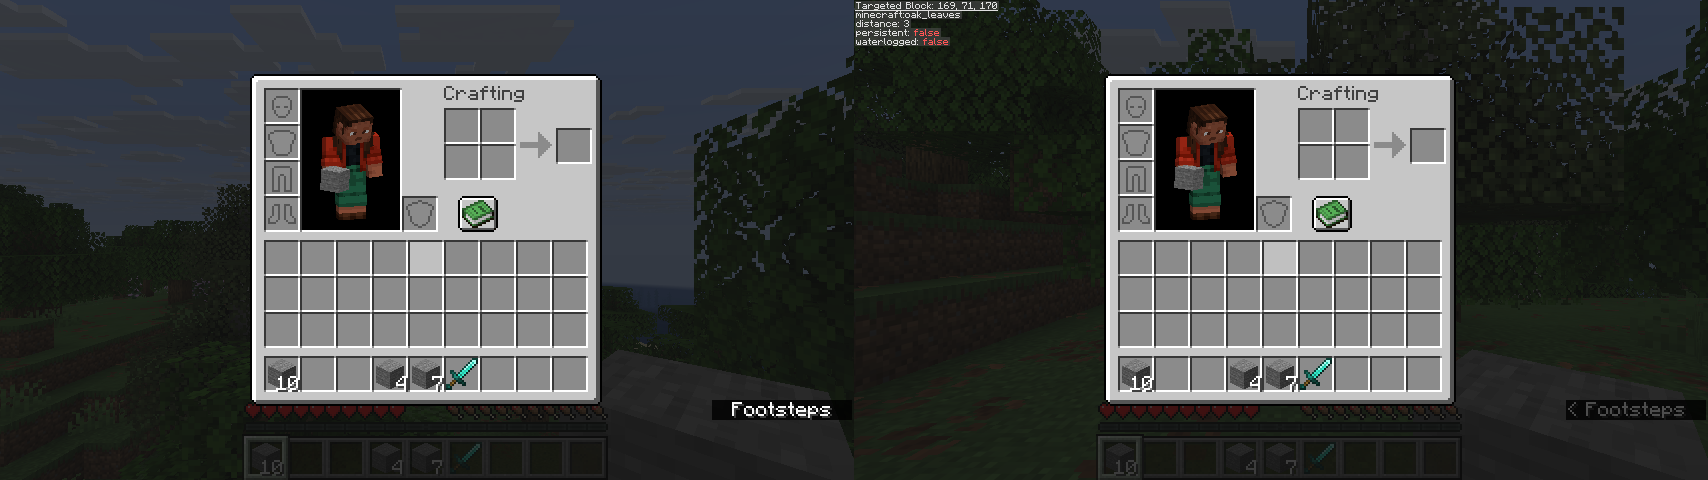 Crafting
10
4
7
Footsteps
10
4
7
Targeted Block: 169, 71, 170
minecraft:oak_leaves
distance: 3
persistent: false
waterlogged: false
Crafting
10
4
7
< Footsteps
10
4
7